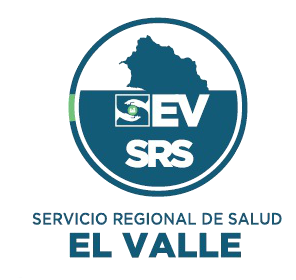 SEV
SRS
SERVICIO REGIONAL DE SALUD
EL VALLE